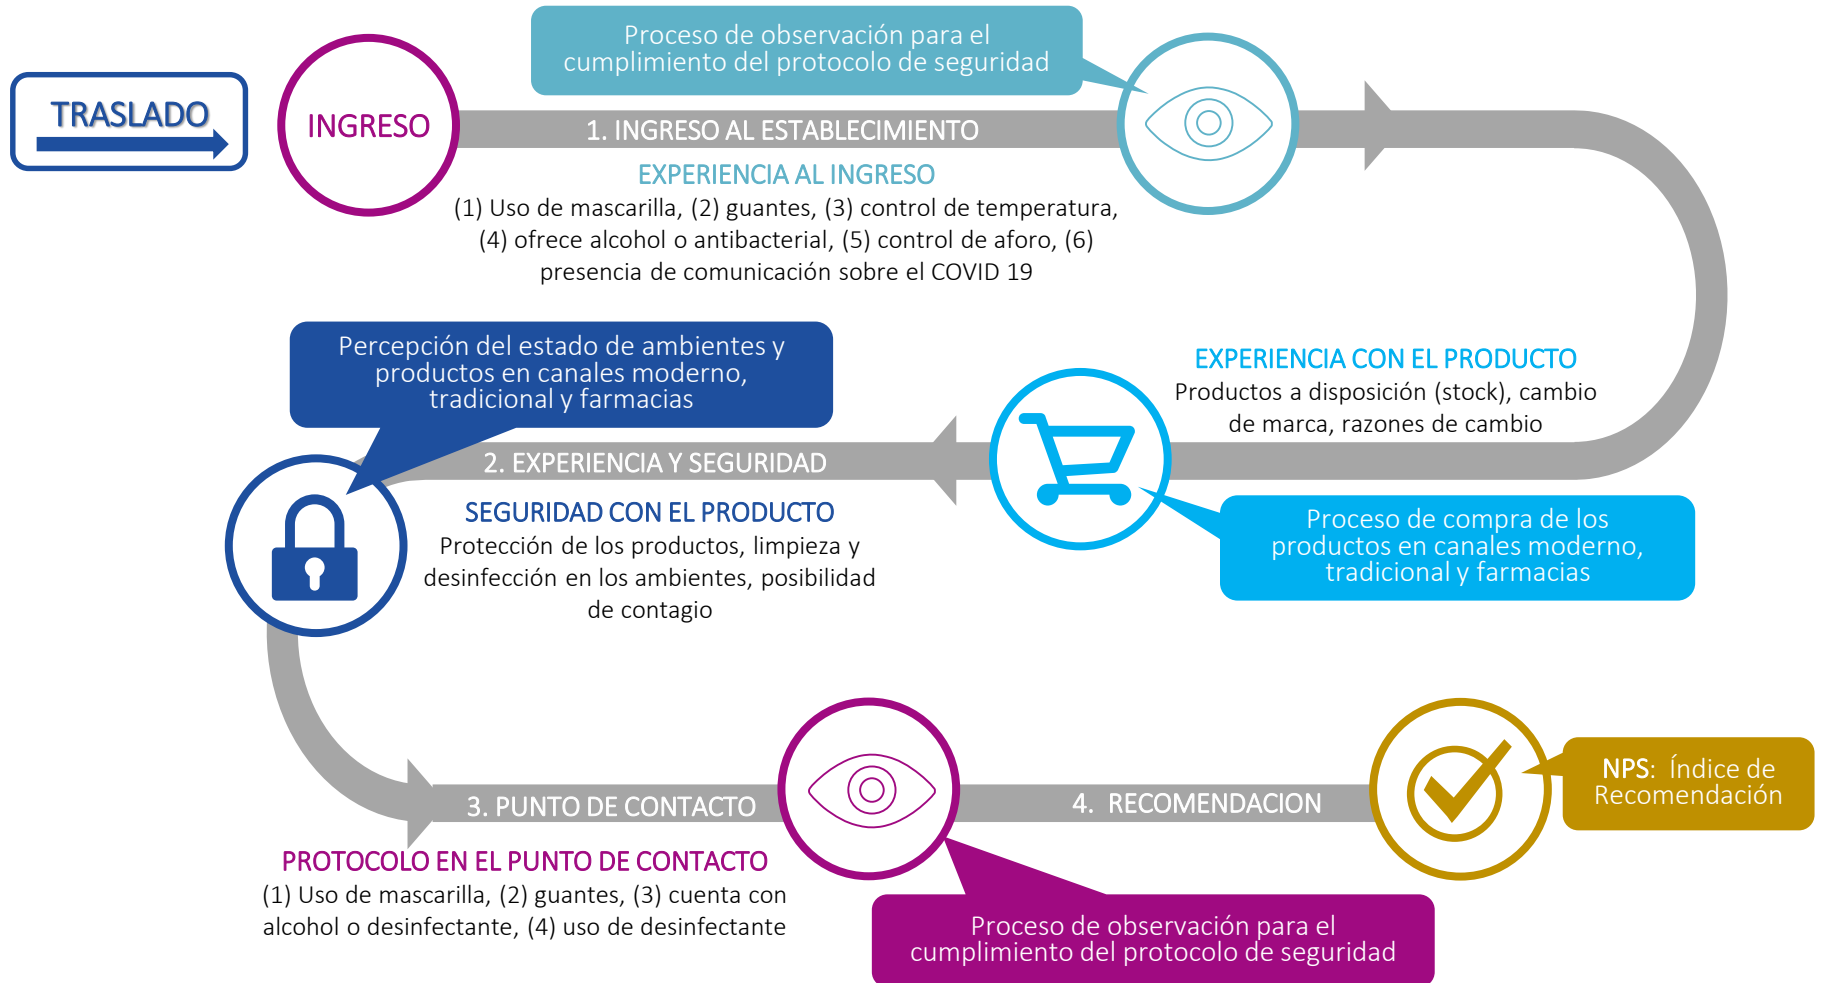 TRASLADO
INGRESO
Proceso de observación para el
cumplimiento del protocolo de seguridad
1. INGRESO AL ESTABLECIMIENTO
EXPERIENCIA AL INGRESO
(1) Uso de mascarilla, (2) guantes, (3) control de temperatura,
(4) ofrece alcohol o antibacterial, (5) control de aforo, (6)
presencia de comunicación sobre el COVID 19
EXPERIENCIA CON EL PRODUCTO
Productos a disposición (stock), cambio
de marca, razones de cambio
Proceso de compra de los
productos en canales moderno,
tradicional y farmacias
Percepción del estado de ambientes y
productos en canales moderno,
tradicional y farmacias
2. EXPERIENCIA Y SEGURIDAD
SEGURIDAD CON EL PRODUCTO
Protección de los productos, limpieza y
desinfección en los ambientes, posibilidad
de contagio
3. PUNTO DE CONTACTO
PROTOCOLO EN EL PUNTO DE CONTACTO
(1) Uso de mascarilla, (2) guantes, (3) cuenta con
alcohol o desinfectante, (4) uso de desinfectante
Proceso de observación para el
cumplimiento del protocolo de seguridad
4. RECOMENDACION
NPS: Índice de
Recomendación